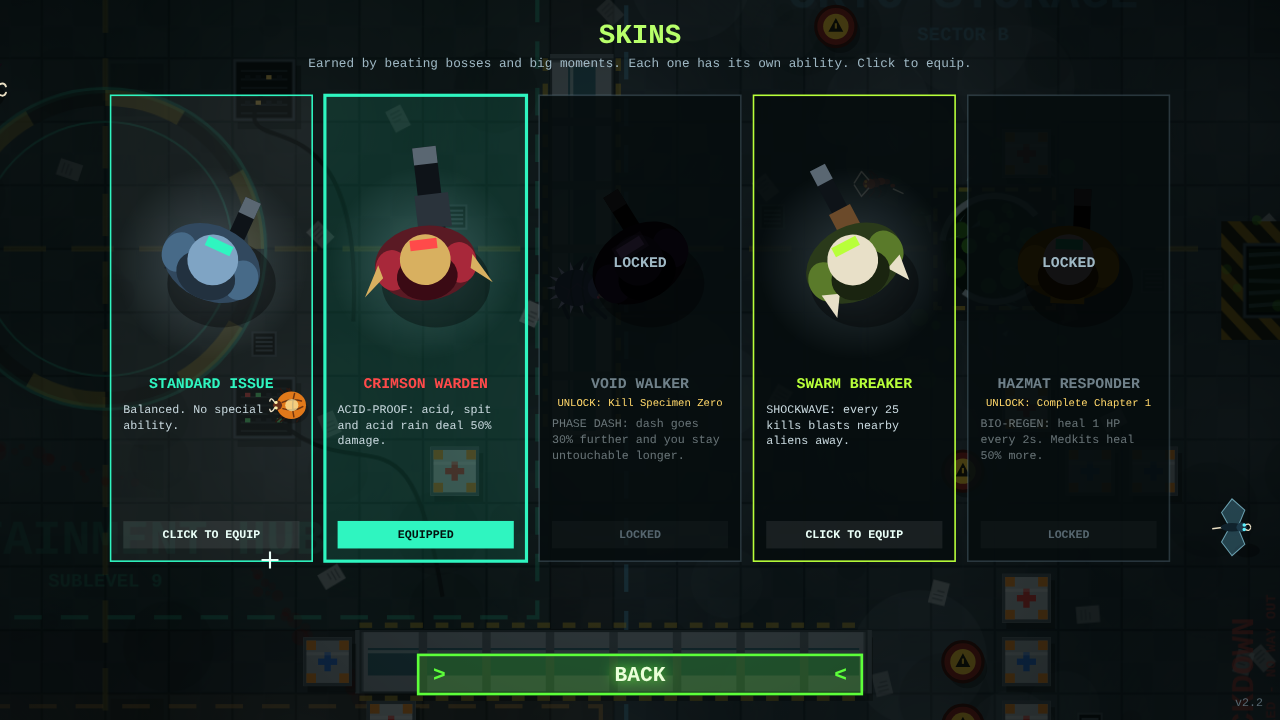 SKINS
Earned by beating bosses and big moments. Each one has its own ability. Click to equip.
SECTOR B
STANDARD ISSUE
Balanced. No special
ability.
CLICK TO EQUIP
CRIMSON WARDEN
ACID-PROOF: acid, spit
and acid rain deal 50%
damage.
EQUIPPED
LOCKED
VOID WALKER
UNLOCK: Kill Specimen Zero
PHASE DASH: dash goes
30% further and you stay
untouchable longer.
LOCKED
SWARM BREAKER
SHOCKWAVE: every 25
kills blasts nearby
aliens away.
CLICK TO EQUIP
LOCKED
HAZMAT RESPONDER
UNLOCK: Complete Chapter 1
BIO-REGEN: heal 1 HP
every 2s. Medkits heal
50% more.
LOCKED
SUBLEVEL 9
> BACK <
v2.2